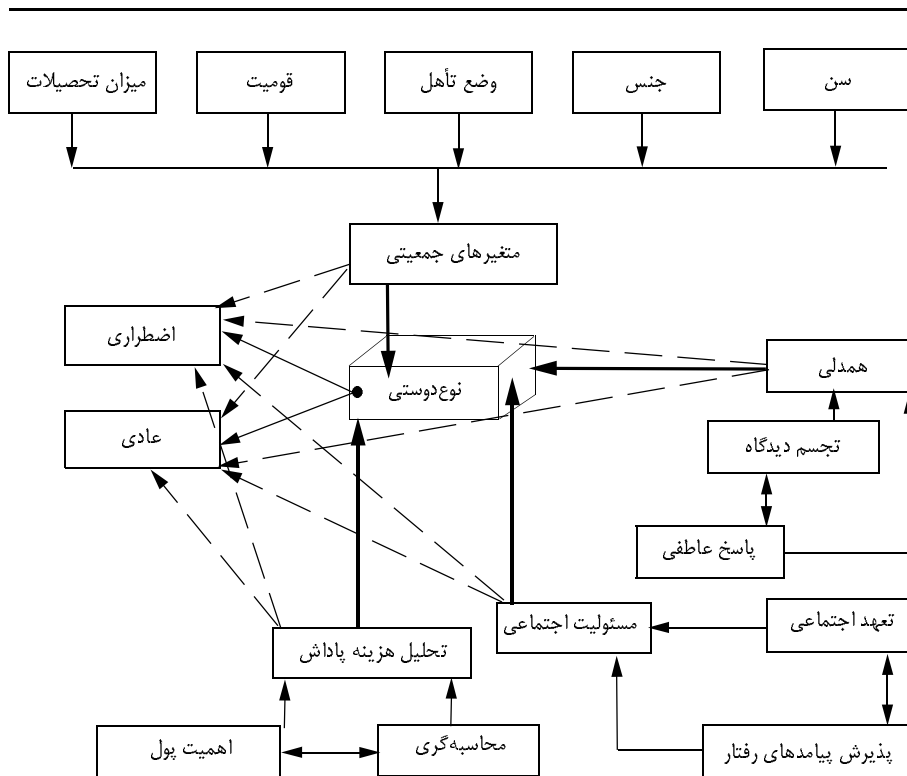 سن
جنس
وضع تأهل
قومیت
میزان تحصیلات
متغیرهای جمعیتی
اضطراری
همدلی
نوع‌دوستی
عادی
تجسم دیدگاه
پاسخ عاطفی
تعهد اجتماعی
مسئولیت اجتماعی
تحلیل هزینه پاداش
پذیرش پیامدهای رفتار
محاسبه‌گری
اهمیت پول